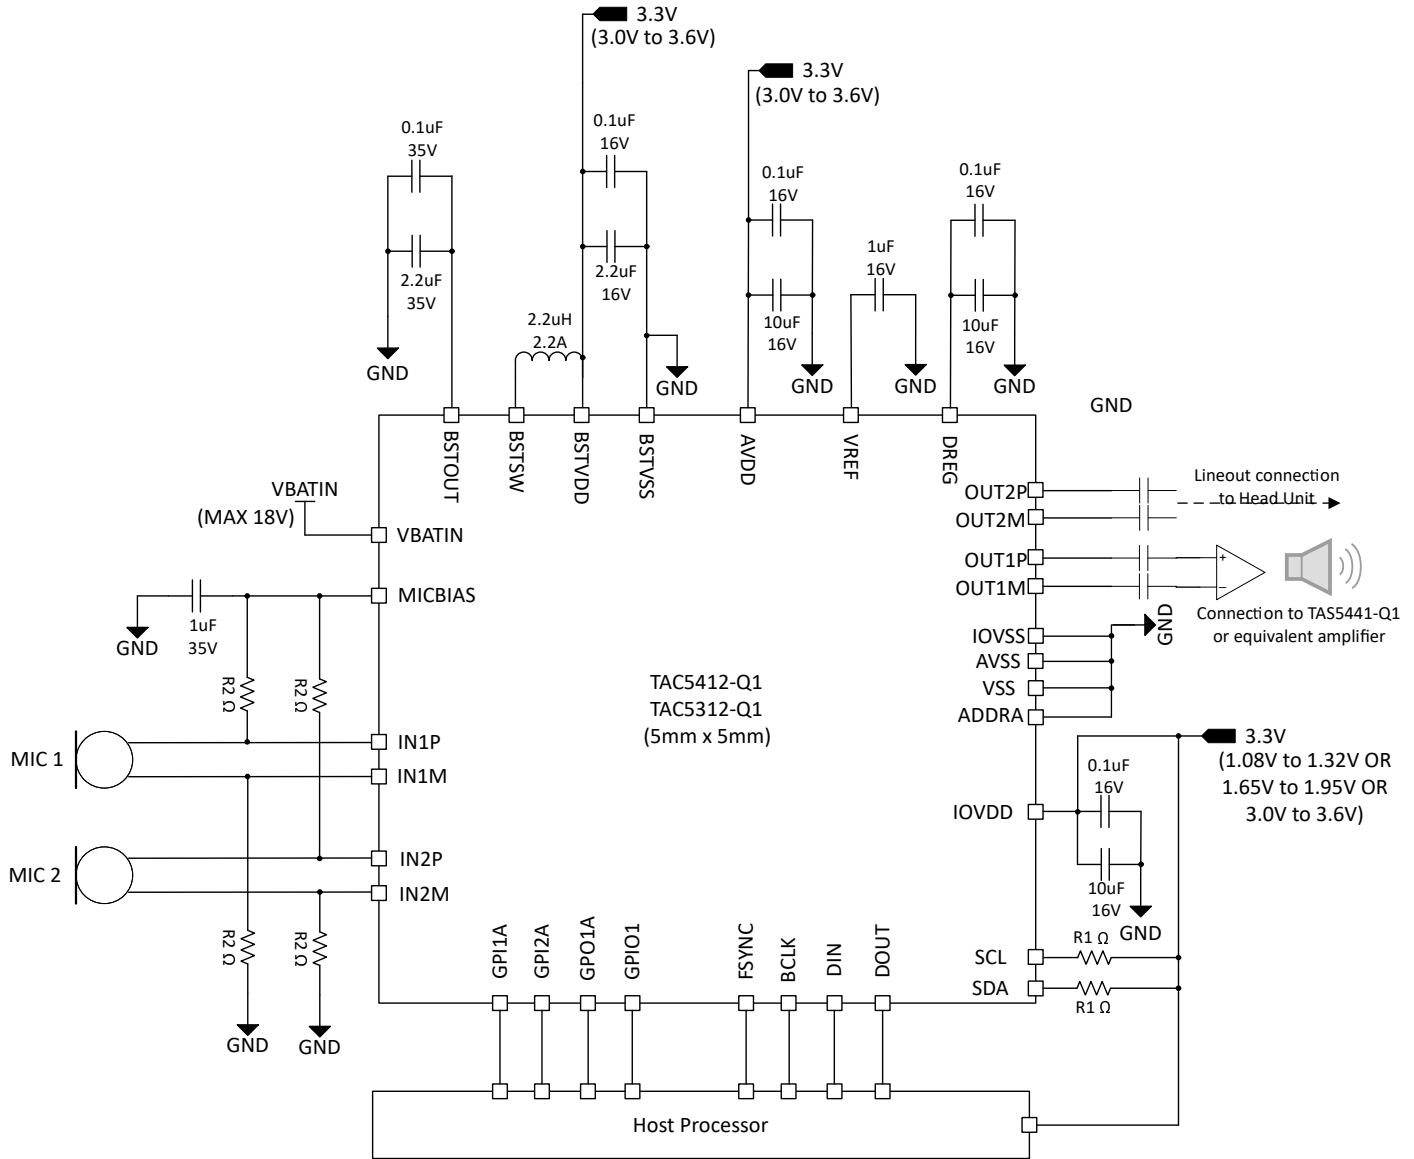 3.3V
(3.0V to 3.6V)
3.3V
(3.0V to 3.6V)
0.1uF
35V
0.1uF
16V
0.1uF
16V
0.1uF
16V
2.2uF
35V
2.2uF
16V
1uF
16V
10uF
16V
10uF
16V
2.2uH
2.2A
GND
GND
GND
GND
GND
GND
BSTOUT
BSTSW
BSTVDD
BSTVSS
AVDD
VREF
DREG
VBATIN
(MAX 18V)
VBATIN
MICBIAS
1uF
35V
GND
R2 Ω
R2 Ω
MIC 1
IN1P
IN1M
MIC 2
IN2P
IN2M
R2 Ω
R2 Ω
GND
GND
TAC5412-Q1
TAC5312-Q1
(5mm x 5mm)
OUT2P
OUT2M
OUT1P
OUT1M
Lineout connection
to Head Unit
+
–
Connection to TAS5441-Q1
or equivalent amplifier
IOVSS
AVSS
VSS
ADDRA
GND
3.3V
(1.08V to 1.32V OR
1.65V to 1.95V OR
3.0V to 3.6V)
0.1uF
16V
IOVDD
10uF
16V
GND
SCL
R1 Ω
SDA
R1 Ω
GPI1A
GPI2A
GPO1A
GPIO1
FSYNC
BCLK
DIN
DOUT
Host Processor